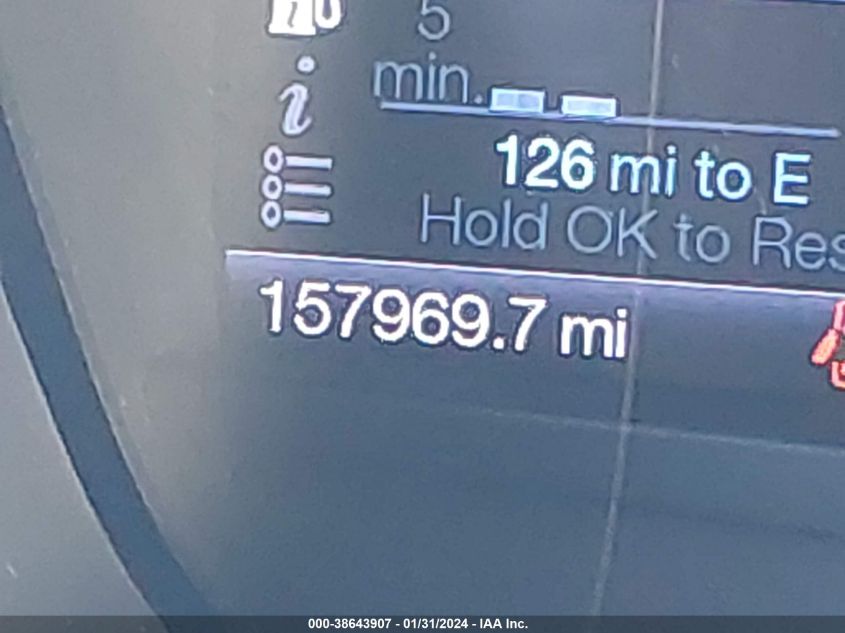 5
min.
126 mi to E
Hold OK to Res
157969.7 mi
000-38643907 - 01/31/2024 - IAA Inc.